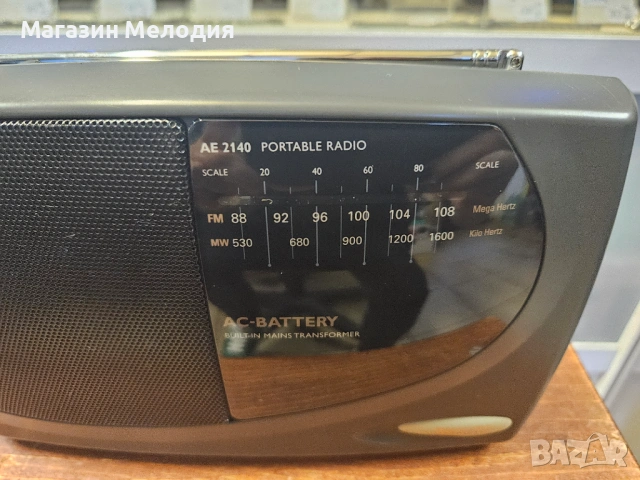 Магазин Мелодия
AE 2140 PORTABLE RADIO
SCALE 20 40 60 80 SCALE
FM 88 92 96 100 104 108 Mega Hertz
MW 530 680 900 1200 1600 Kilo Hertz
AC-BATTERY
BUILT-IN MAINS TRANSFORMER
BAZAR